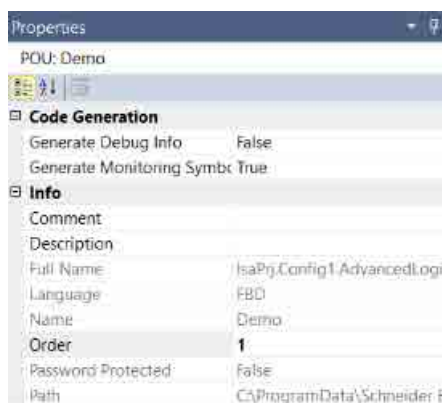 Properties
POU: Demo
Code Generation
Generate Debug Info False
Generate Monitoring Symbc True
Info
Comment
Description
Full Name IsaPrj.Config1.AdvancedLogi
Language FBD
Name Demo
Order 1
Password Protected False
Path C:\ProgramData\Schneider E